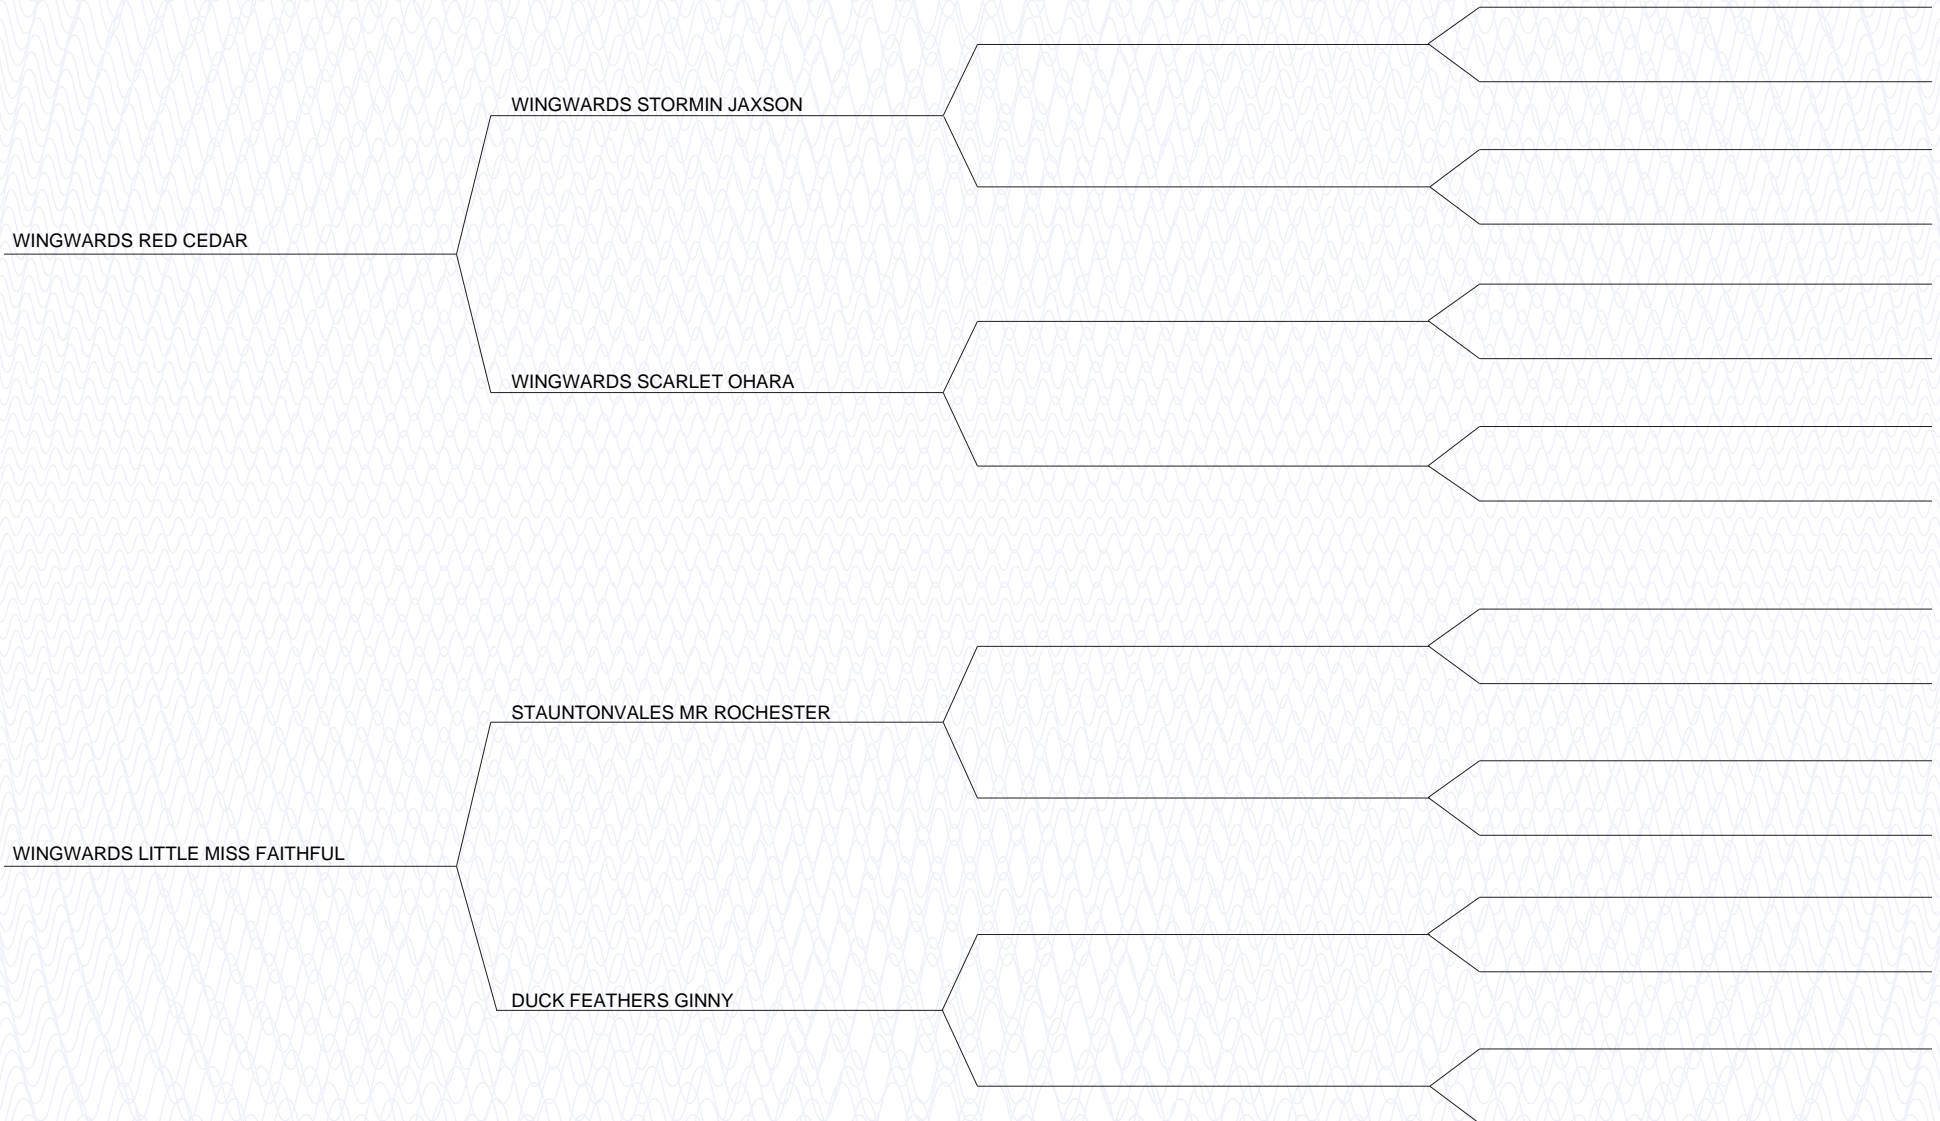 WINGWARDS STORMIN JAXSON
WINGWARDS RED CEDAR
WINGWARDS SCARLET OHARA
STAUNTONVALES MR ROCHESTER
WINGWARDS LITTLE MISS FAITHFUL
DUCK FEATHERS GINNY